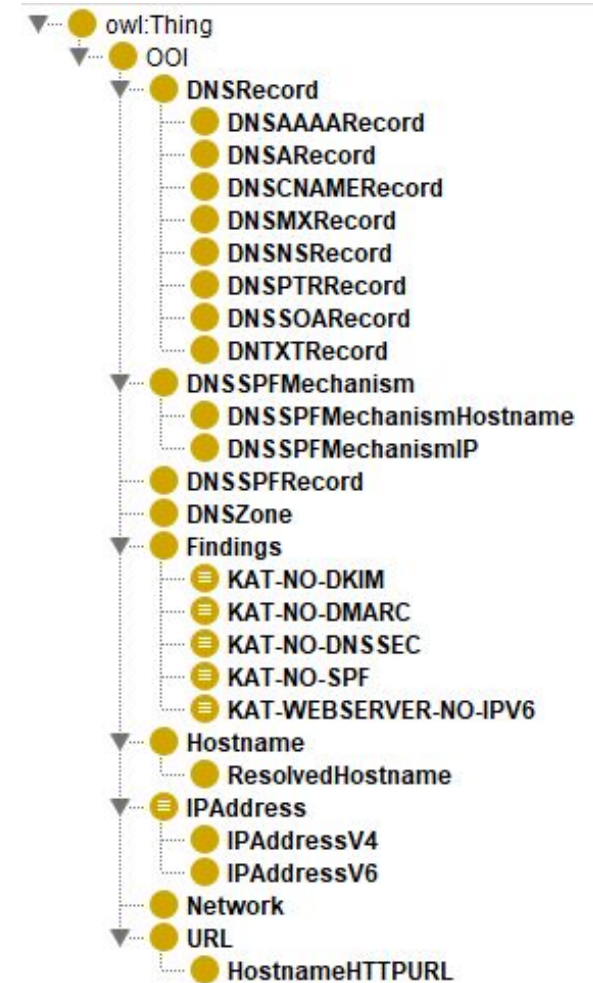 owl:Thing
OOI
DNSRecord
DNSAAAARecord
DNSARecord
DNSCNAMERecord
DNSMXRecord
DNSNSRecord
DNSPTRRecord
DNSSOARecord
DNTXTRecord
DNSSPFMechanism
DNSSPFMechanismHostname
DNSSPFMechanismIP
DNSSPFRecord
DNSZone
Findings
KAT-NO-DKIM
KAT-NO-DMARC
KAT-NO-DNSSEC
KAT-NO-SPF
KAT-WEBSERVER-NO-IPV6
Hostname
ResolvedHostname
IPAddress
IPAddressV4
IPAddressV6
Network
URL
HostnameHTTPURL